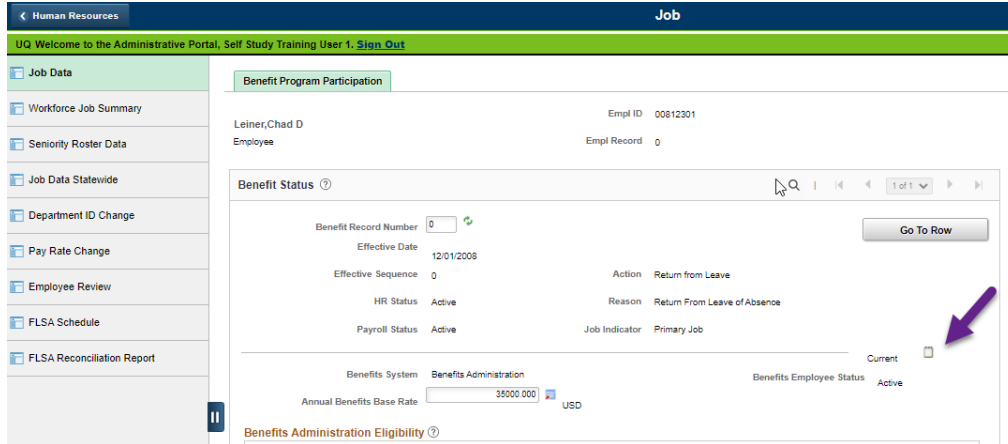 Human Resources
Job
UQ Welcome to the Administrative Portal, Self Study Training User 1. Sign Out
Job Data
Workforce Job Summary
Seniority Roster Data
Job Data Statewide
Department ID Change
Pay Rate Change
Employee Review
FLSA Schedule
FLSA Reconciliation Report
Benefit Program Participation
Leiner,Chad D
Empl ID 00812301
Employee
Empl Record 0
Benefit Status
1 of 1
Benefit Record Number 0
Go To Row
Effective Date
12/01/2008
Effective Sequence 0
Action Return from Leave
HR Status Active
Reason Return From Leave of Absence
Payroll Status Active
Job Indicator Primary Job
Current
Benefits System Benefits Administration
Benefits Employee Status Active
Annual Benefits Base Rate 35000.000 USD
Benefits Administration Eligibility